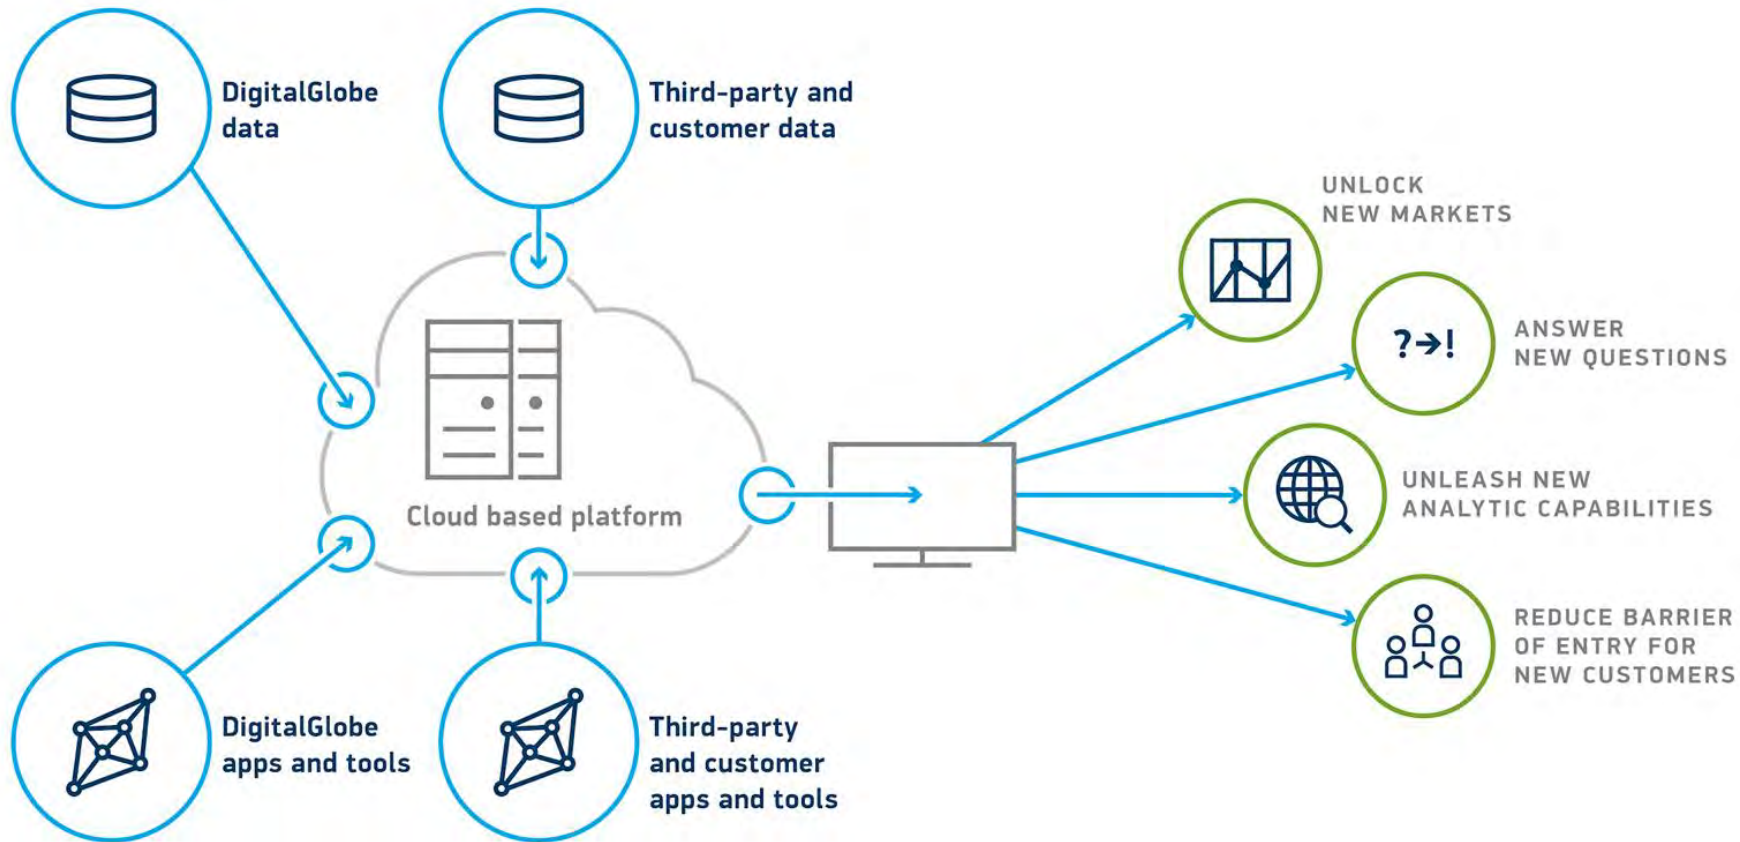 DigitalGlobe
data
Third-party and
customer data
UNLOCK
NEW MARKETS
?→!
ANSWER
NEW QUESTIONS
UNLEASH NEW
ANALYTIC CAPABILITIES
Cloud based platform
REDUCE BARRIER
OF ENTRY FOR
NEW CUSTOMERS
DigitalGlobe
apps and tools
Third-party
and customer
apps and tools